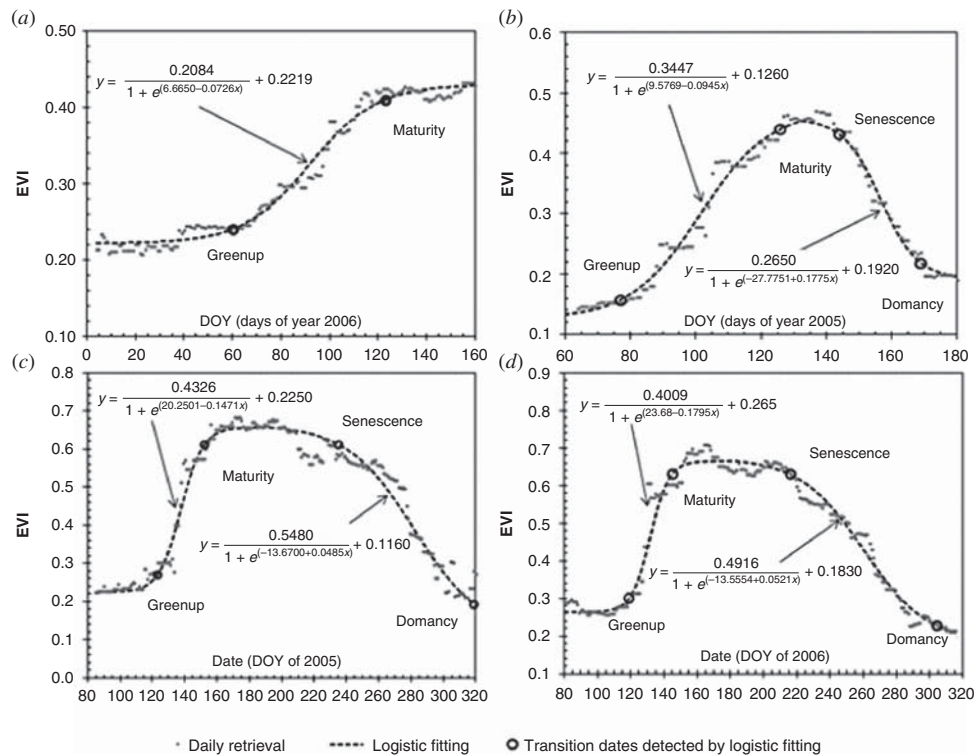 (a)
0.50
0.40
0.30
0.20
0.10
EVI
y = 0.2084 / 1 + e^(6.6650–0.0726x) + 0.2219
Maturity
Greenup
DOY (days of year 2006)
0 20 40 60 80 100 120 140 160
(b)
0.6
0.5
0.4
0.3
0.2
0.1
EVI
y = 0.3447 / 1 + e^(9.5769–0.0945x) + 0.1260
Senescence
Maturity
Greenup
y = 0.2650 / 1 + e^(–27.7751+0.1775x) + 0.1920
Domancy
DOY (days of year 2005)
60 80 100 120 140 160 180
(c)
0.8
0.7
0.6
0.5
0.4
0.3
0.2
0.1
0.0
EVI
y = 0.4326 / 1 + e^(20.2501–0.1471x) + 0.2250
Senescence
Maturity
y = 0.5480 / 1 + e^(–13.6700+0.0485x) + 0.1160
Greenup
Domancy
Date (DOY of 2005)
80 100 120 140 160 180 200 220 240 260 280 300 320
(d)
0.9
0.8
0.7
0.6
0.5
0.4
0.3
0.2
0.1
EVI
y = 0.4009 / 1 + e^(23.68–0.1795x) + 0.265
Senescence
Maturity
y = 0.4916 / 1 + e^(–13.5554+0.0521x) + 0.1830
Greenup
Domancy
Date (DOY of 2006)
80 100 120 140 160 180 200 220 240 260 280 300 320
Daily retrieval Logistic fitting Transition dates detected by logistic fitting